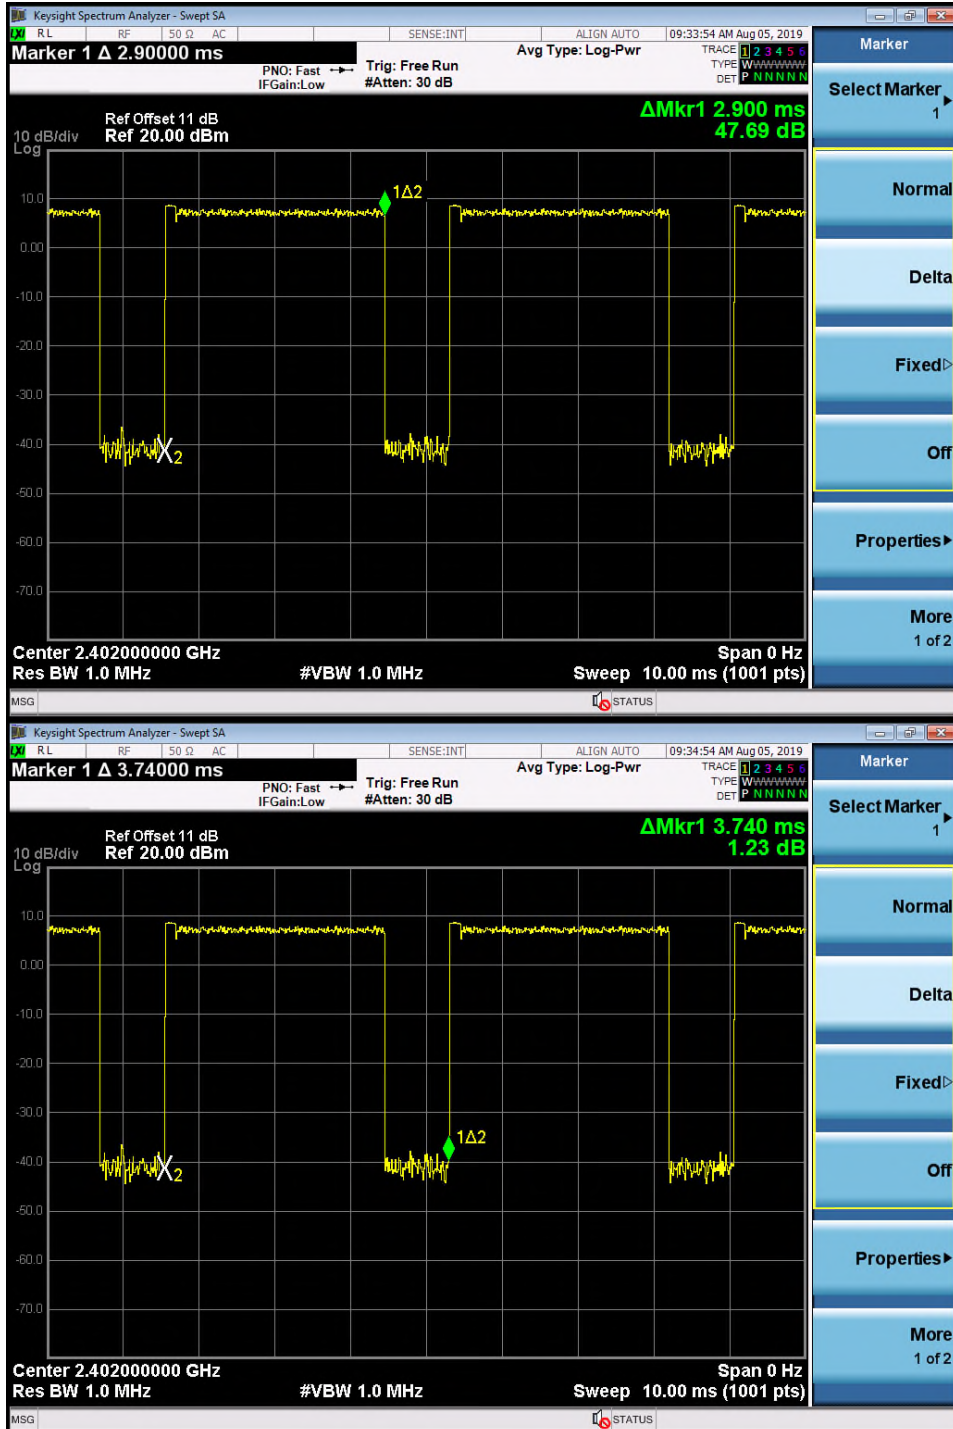 Keysight Spectrum Analyzer - Swept SA
LXI RL RF 50 Ω AC SENSE:INT ALIGN AUTO 09:33:54 AM Aug 05, 2019
Marker 1 Δ 2.90000 ms
PNO: Fast
IFGain:Low
Trig: Free Run
#Atten: 30 dB
Avg Type: Log-Pwr
TRACE 1 2 3 4 5 6
TYPE WWWWWWW
DET P N N N N N
ΔMkr1 2.900 ms
47.69 dB
Ref Offset 11 dB
10 dB/div Ref 20.00 dBm
Log
10.0
1Δ2
0.00
-10.0
-20.0
-30.0
-40.0
X2
-50.0
-60.0
-70.0
Center 2.402000000 GHz Span 0 Hz
Res BW 1.0 MHz #VBW 1.0 MHz Sweep 10.00 ms (1001 pts)
MSG STATUS
Marker
Select Marker
1
Normal
Delta
Fixed
Off
Properties
More
1 of 2
Keysight Spectrum Analyzer - Swept SA
LXI RL RF 50 Ω AC SENSE:INT ALIGN AUTO 09:34:54 AM Aug 05, 2019
Marker 1 Δ 3.74000 ms
PNO: Fast
IFGain:Low
Trig: Free Run
#Atten: 30 dB
Avg Type: Log-Pwr
TRACE 1 2 3 4 5 6
TYPE WWWWWWW
DET P N N N N N
ΔMkr1 3.740 ms
1.23 dB
Ref Offset 11 dB
10 dB/div Ref 20.00 dBm
Log
10.0
0.00
-10.0
-20.0
-30.0
1Δ2
-40.0
X2
-50.0
-60.0
-70.0
Center 2.402000000 GHz Span 0 Hz
Res BW 1.0 MHz #VBW 1.0 MHz Sweep 10.00 ms (1001 pts)
MSG STATUS
Marker
Select Marker
1
Normal
Delta
Fixed
Off
Properties
More
1 of 2